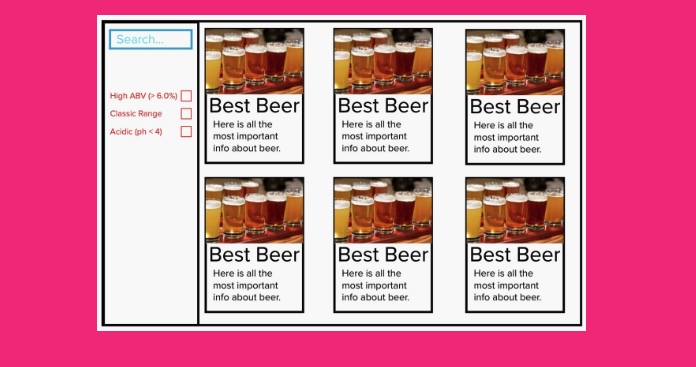 Search...
High ABV (> 6.0%)
Classic Range
Acidic (ph < 4)
Best Beer
Here is all the
most important
info about beer.
Best Beer
Here is all the
most important
info about beer.
Best Beer
Here is all the
most important
info about beer.
Best Beer
Here is all the
most important
info about beer.
Best Beer
Here is all the
most important
info about beer.
Best Beer
Here is all the
most important
info about beer.